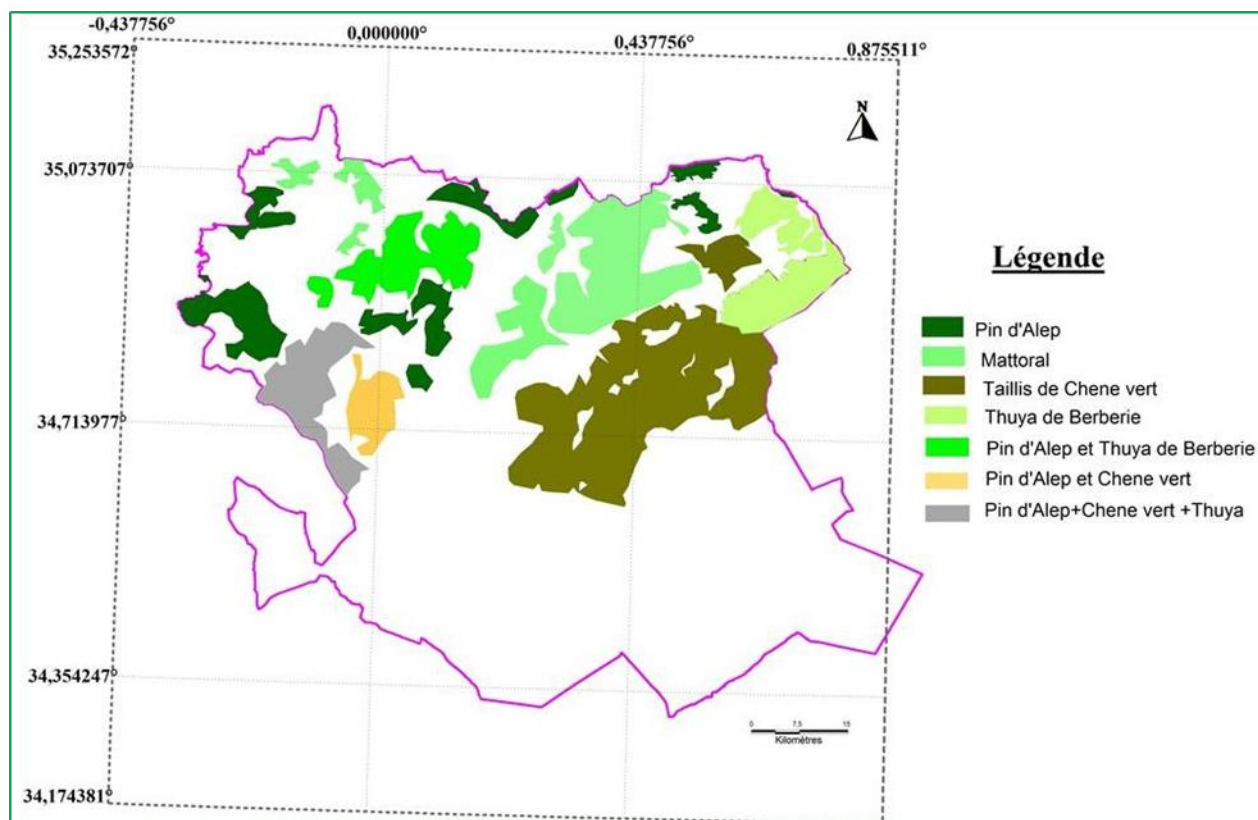 -0,437756°
0,000000°
0,437756°
0,875511°
35,253572°
35,073707°
34,713977°
34,354247°
34,174381°
N
Légende
Pin d'Alep
Mattoral
Taillis de Chene vert
Thuya de Berberie
Pin d'Alep et Thuya de Berberie
Pin d'Alep et Chene vert
Pin d'Alep+Chene vert +Thuya
0 7,5 15
Kilomètres